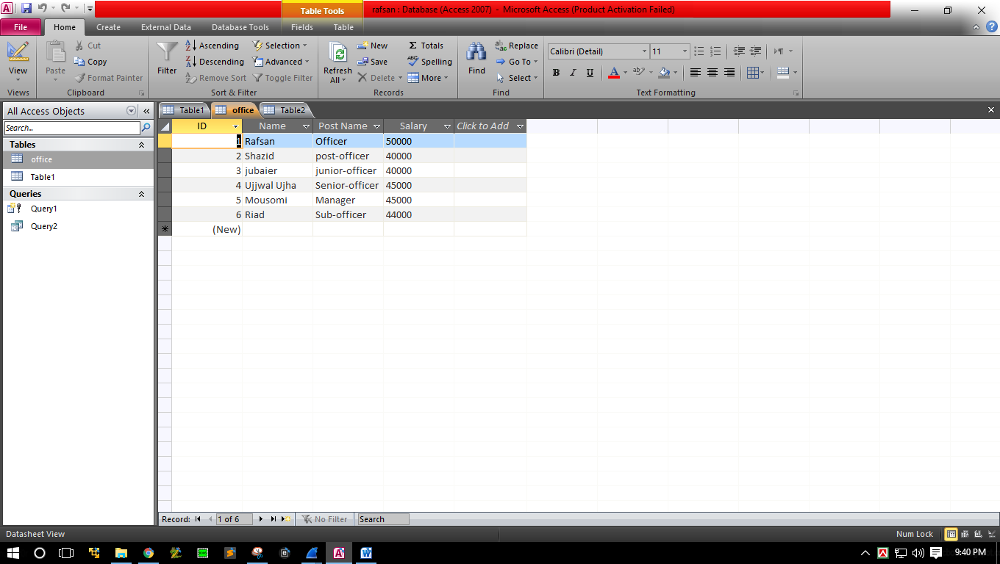 Table Tools
rafsan : Database (Access 2007) - Microsoft Access (Product Activation Failed)
File Home Create External Data Database Tools Fields Table
View
Views
Paste
Cut
Copy
Format Painter
Clipboard
Filter
Ascending
Descending
Remove Sort
Selection
Advanced
Toggle Filter
Sort & Filter
Refresh
All
New
Save
Delete
Totals
Spelling
More
Records
Find
Replace
Go To
Select
Find
Calibri (Detail) 11
B I U
Text Formatting
All Access Objects
Search...
Tables
office
Table1
Queries
Query1
Query2
Table1 office Table2
ID Name Post Name Salary Click to Add
1 Rafsan Officer 50000
2 Shazid post-officer 40000
3 jubaier junior-officer 40000
4 Ujjwal Ujha Senior-officer 45000
5 Mousomi Manager 45000
6 Riad Sub-officer 44000
(New)
Record: 1 of 6 No Filter Search
Datasheet View Num Lock
9:40 PM